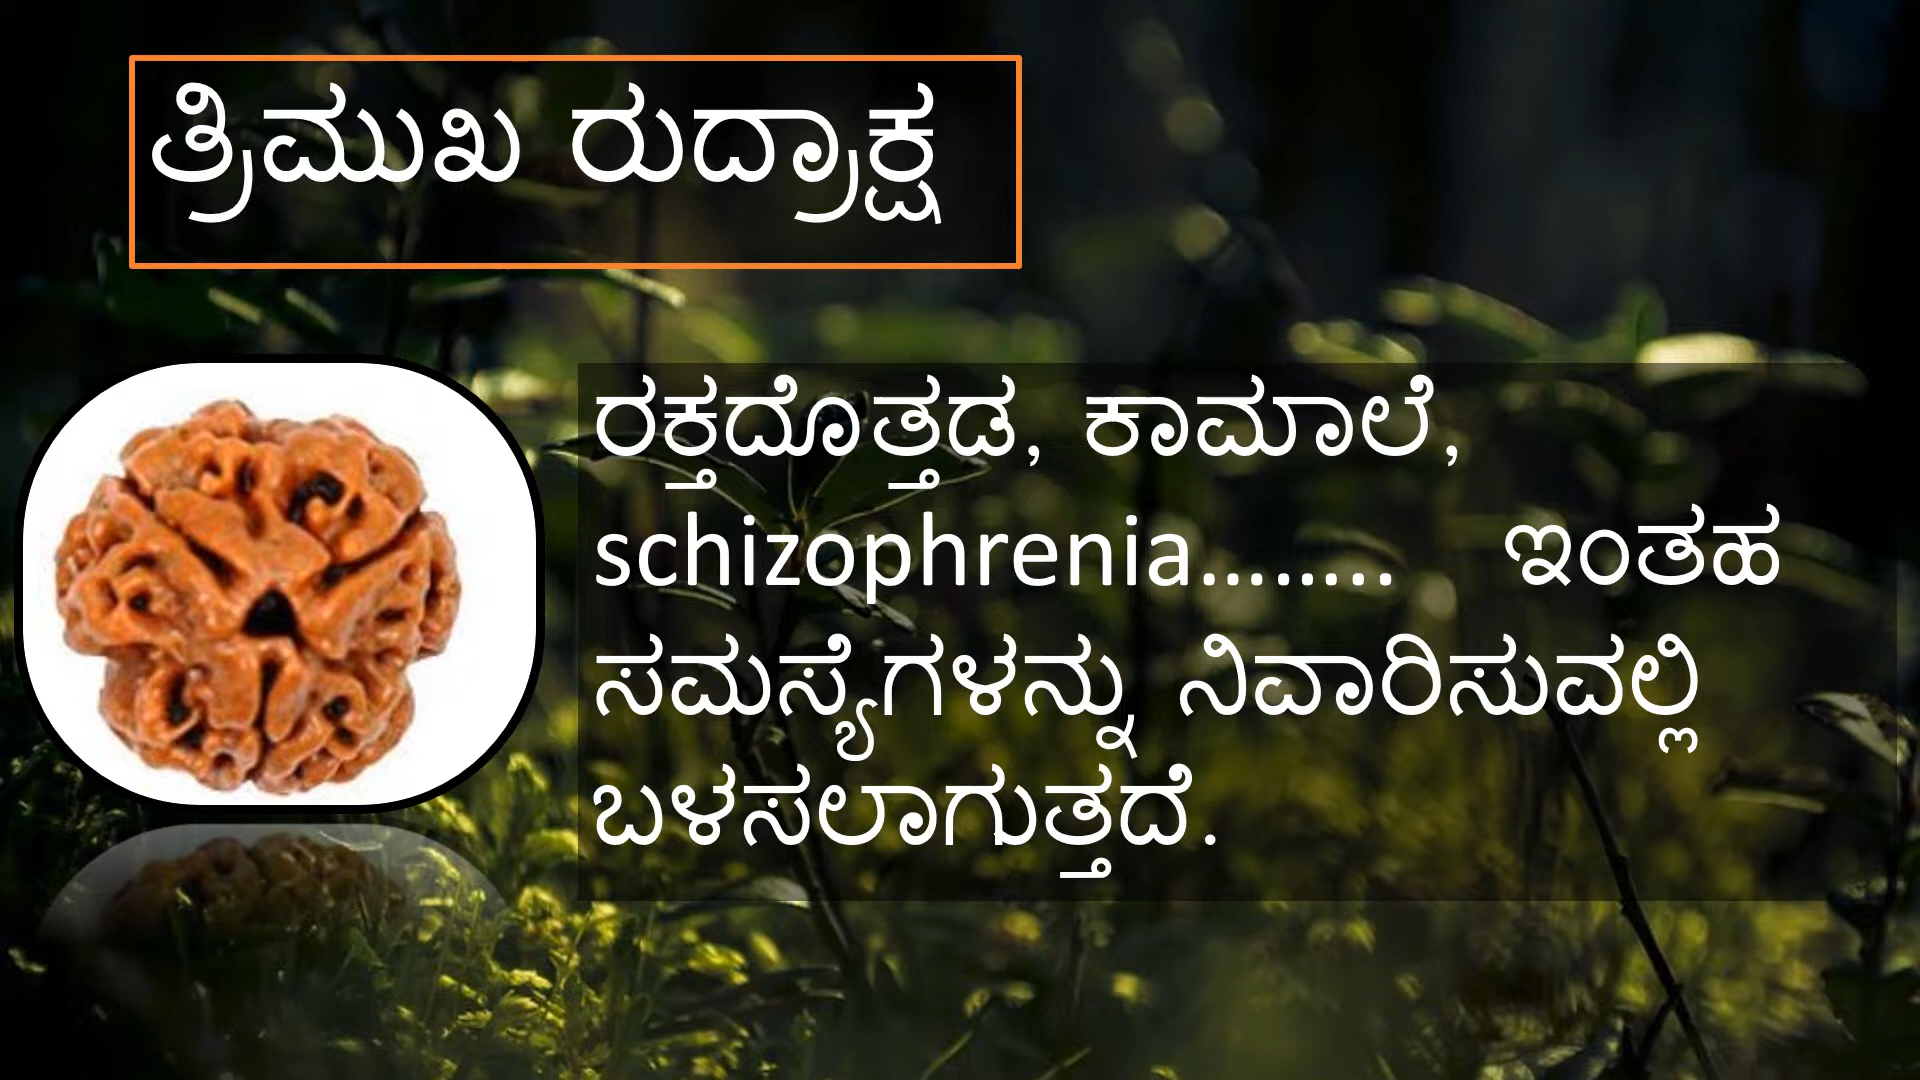 ತ್ರಿಮುಖ ರುದ್ರಾಕ್ಷ
ರಕ್ತದೊತ್ತಡ, ಕಾಮಾಲೆ,
schizophrenia........ ಇಂತಹ
ಸಮಸ್ಯೆಗಳನ್ನು ನಿವಾರಿಸುವಲ್ಲಿ
ಬಳಸಲಾಗುತ್ತದೆ.